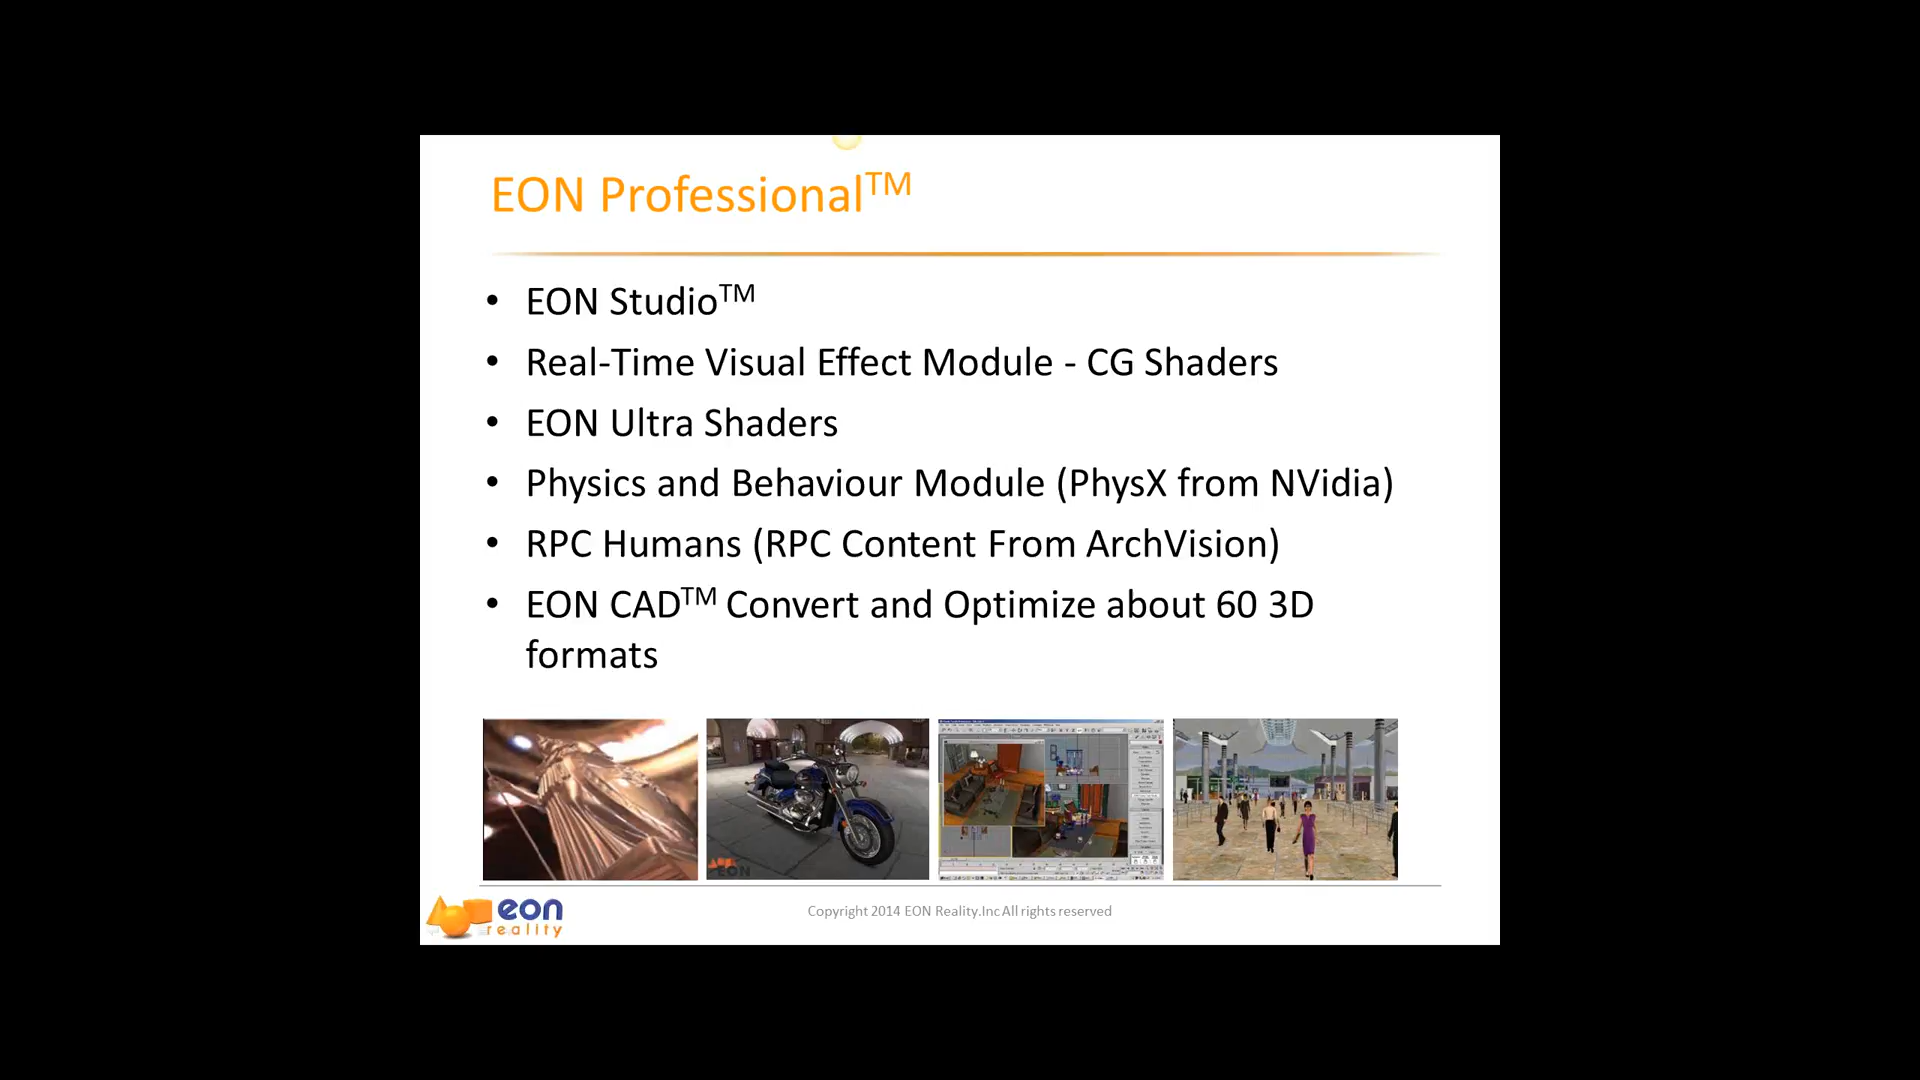 EON Professional™
• EON Studio™
• Real-Time Visual Effect Module - CG Shaders
• EON Ultra Shaders
• Physics and Behaviour Module (PhysX from NVidia)
• RPC Humans (RPC Content From ArchVision)
• EON CAD™ Convert and Optimize about 60 3D
formats
EON
eon
reality
Copyright 2014 EON Reality.Inc All rights reserved